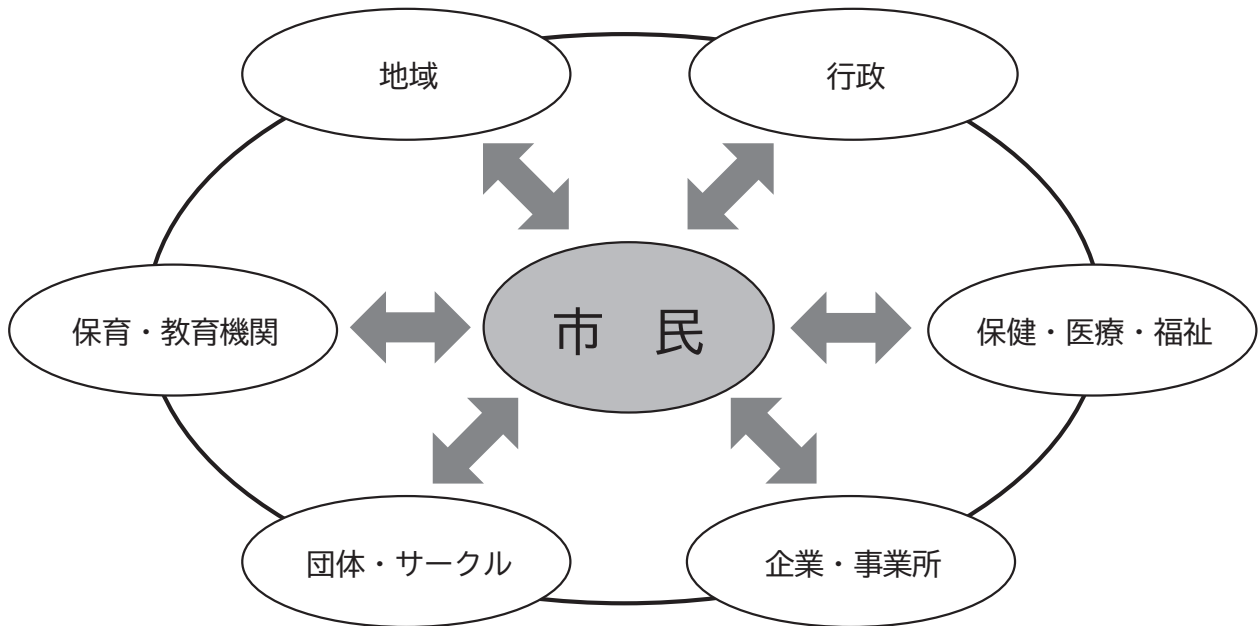 地域
行政
保育・教育機関
市　民
保健・医療・福祉
団体・サークル
企業・事業所